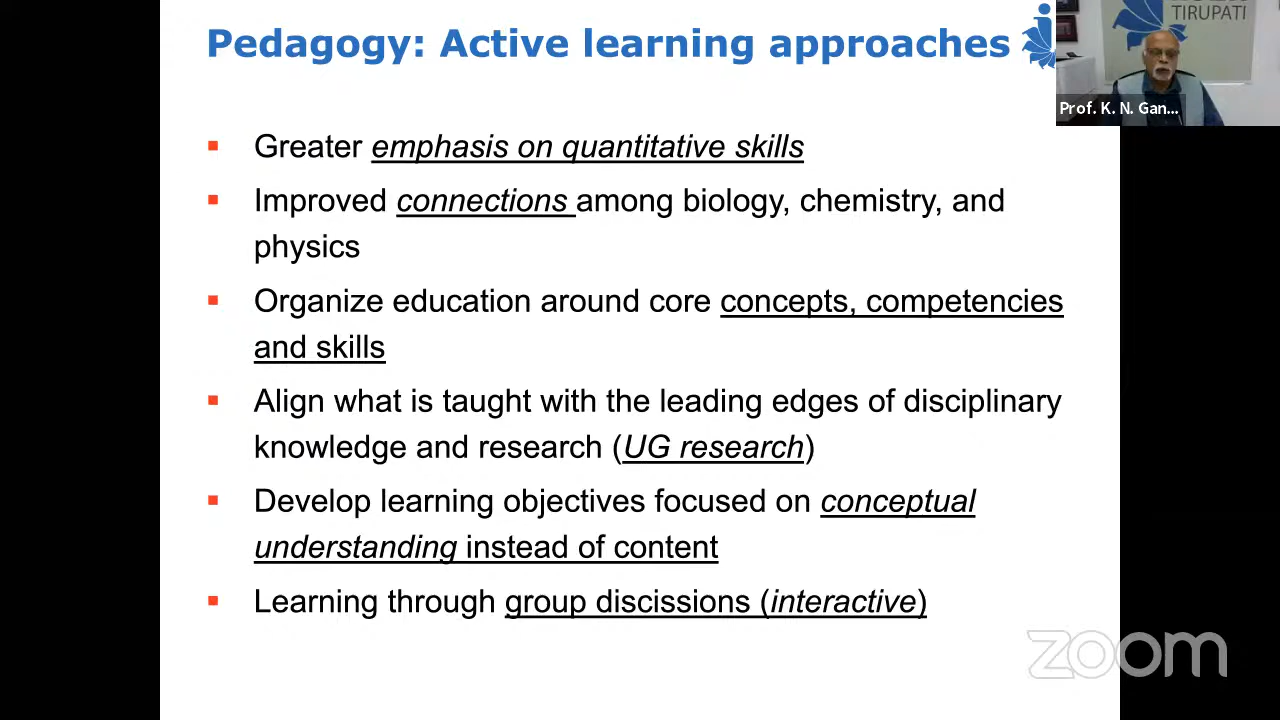 Pedagogy: Active learning approaches
TIRUPATI
Prof. K. N. Gan...
▪ Greater emphasis on quantitative skills
▪ Improved connections among biology, chemistry, and
physics
▪ Organize education around core concepts, competencies
and skills
▪ Align what is taught with the leading edges of disciplinary
knowledge and research (UG research)
▪ Develop learning objectives focused on conceptual
understanding instead of content
▪ Learning through group discissions (interactive)
zoom